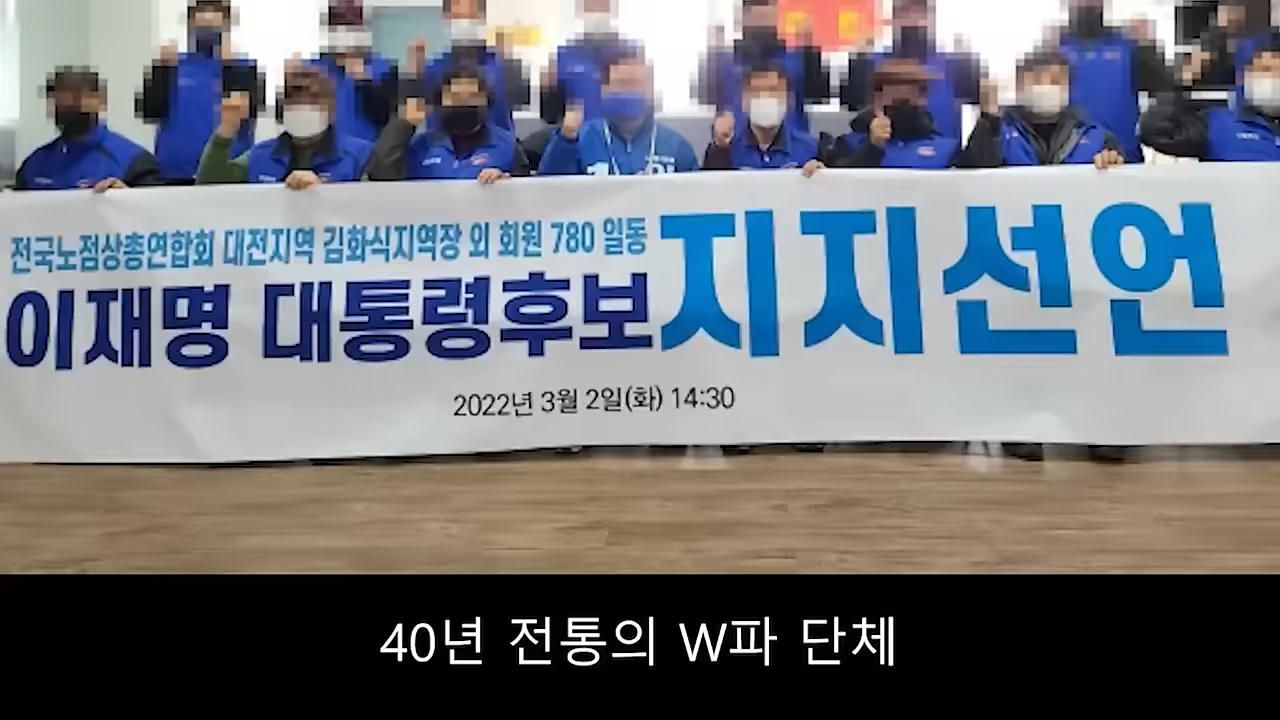 전국노점상총연합회 대전지역 김화식지역장 외 회원 780 일동
이재명 대통령후보 지지선언
2022년 3월 2일(화) 14:30
40년 전통의 W파 단체